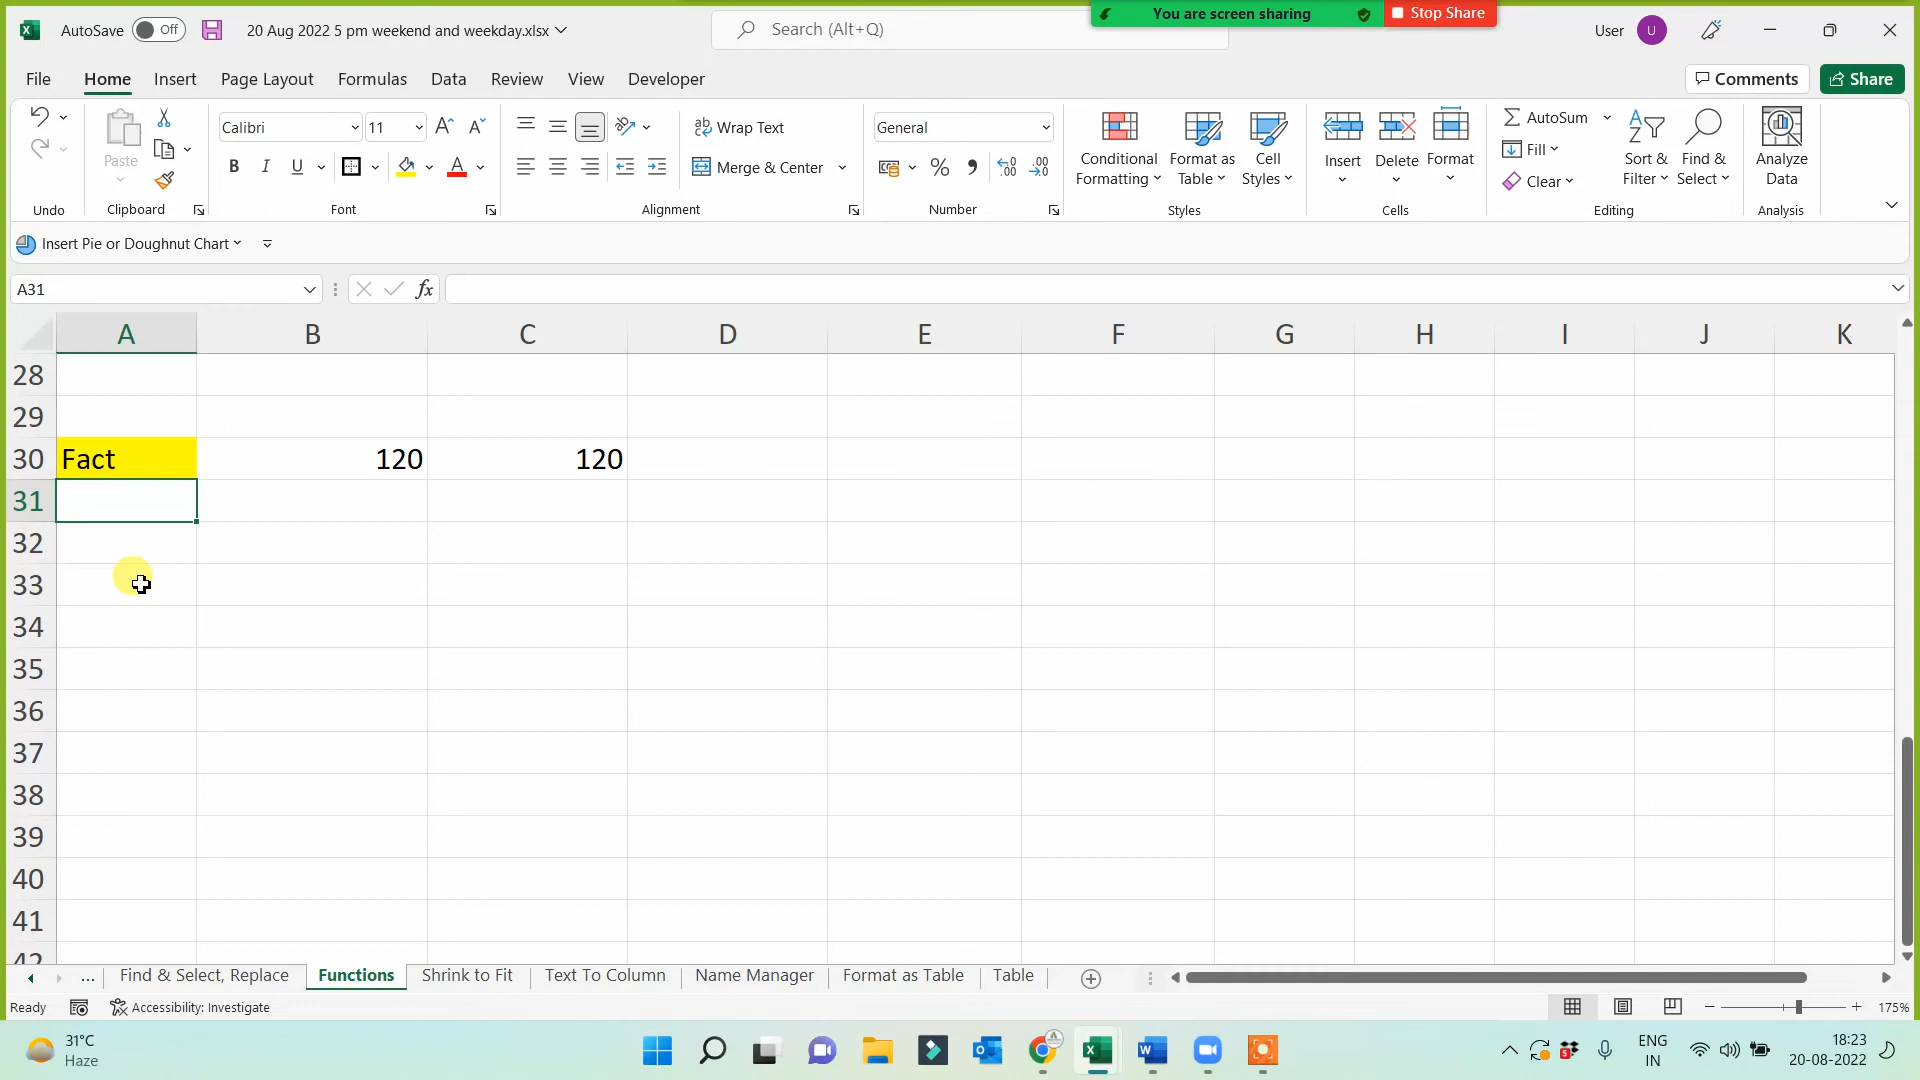 You are screen sharing
Stop Share
AutoSave Off 20 Aug 2022 5 pm weekend and weekday.xlsx
Search (Alt+Q)
User U
File Home Insert Page Layout Formulas Data Review View Developer
Comments Share
Paste
Calibri 11
Wrap Text
Merge & Center
General
Conditional Formatting
Format as Table
Cell Styles
Insert
Delete
Format
AutoSum
Fill
Clear
Sort & Filter
Find & Select
Analyze Data
Undo Clipboard Font Alignment Number Styles Cells Editing Analysis
Insert Pie or Doughnut Chart
A31 fx
A B C D E F G H I J K
28
29
30 Fact 120 120
31
32
33
34
35
36
37
38
39
40
41
42
... Find & Select, Replace Functions Shrink to Fit Text To Column Name Manager Format as Table Table
Ready Accessibility: Investigate 175%
31°C
Haze
ENG
IN
18:23
20-08-2022